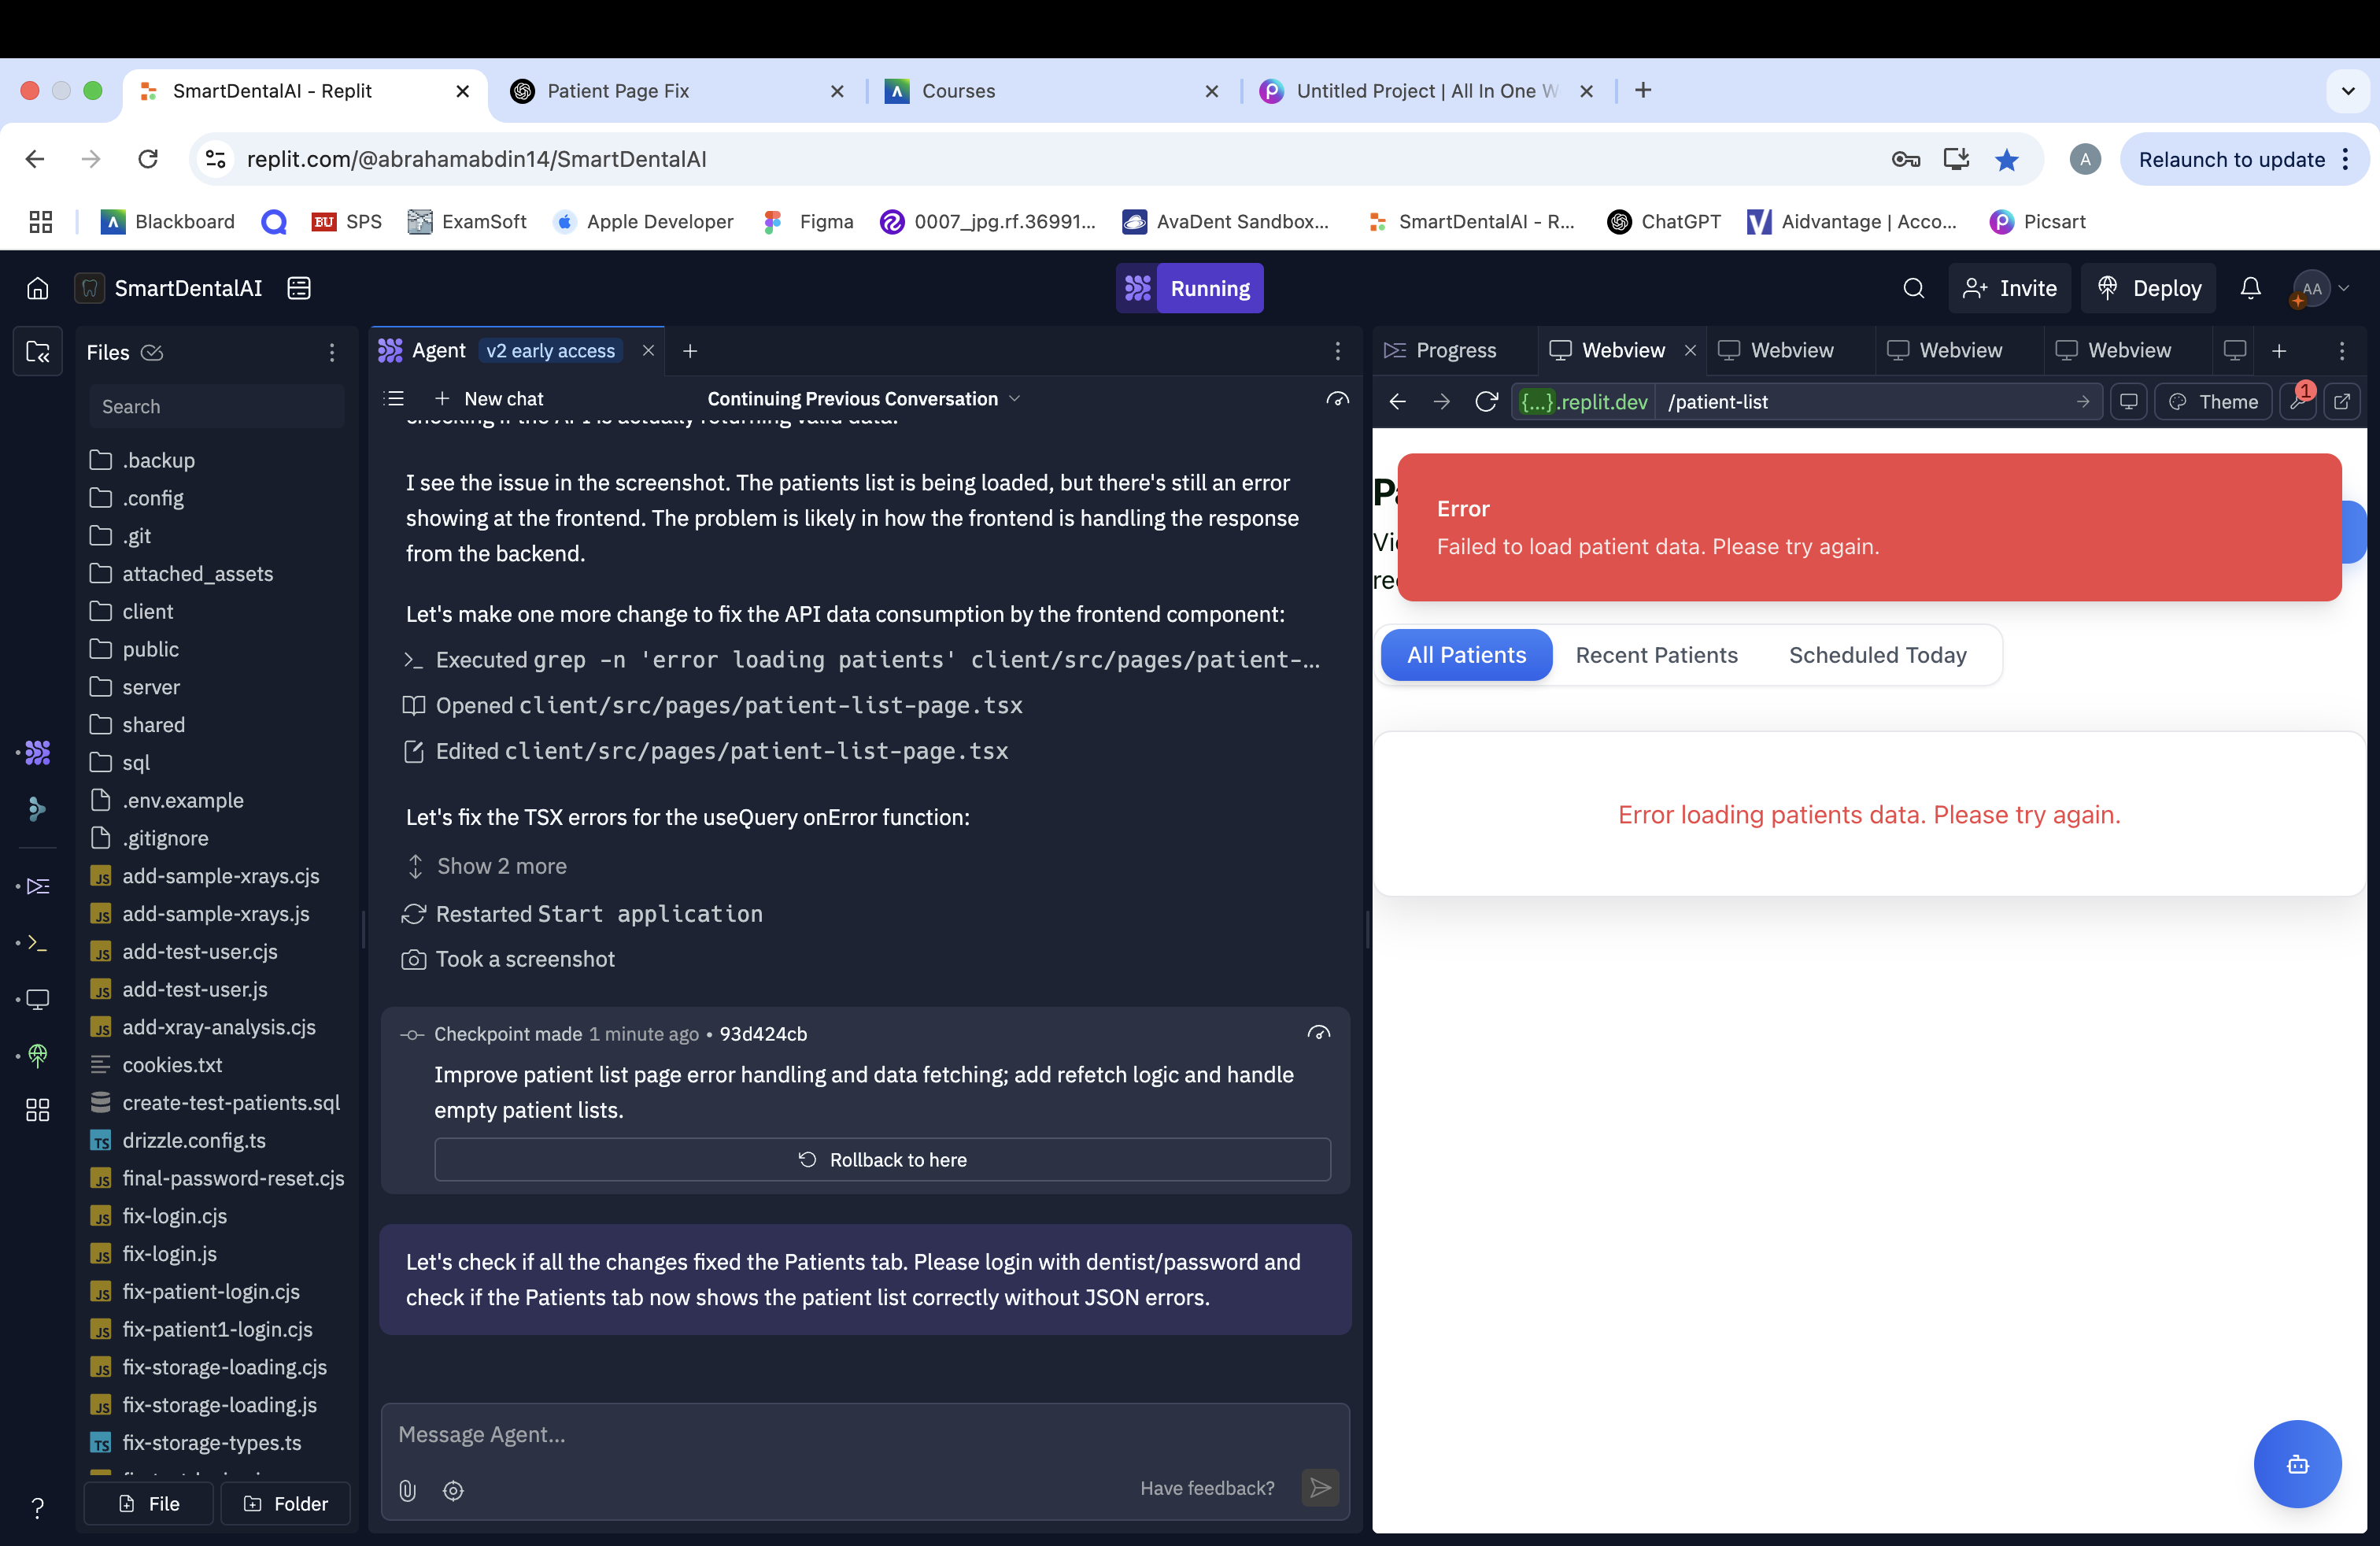 SmartDentalAI - Replit
Patient Page Fix
Courses
Untitled Project | All In One W
replit.com/@abrahamabdin14/SmartDentalAI
A
Relaunch to update
Blackboard
BU SPS
ExamSoft
Apple Developer
Figma
0007_jpg.rf.36991...
AvaDent Sandbox...
SmartDentalAI - R...
ChatGPT
Aidvantage | Acco...
Picsart
SmartDentalAI
Running
Invite
Deploy
AA
Files
Search
.backup
.config
.git
attached_assets
client
public
server
shared
sql
.env.example
.gitignore
add-sample-xrays.cjs
add-sample-xrays.js
add-test-user.cjs
add-test-user.js
add-xray-analysis.cjs
cookies.txt
create-test-patients.sql
drizzle.config.ts
final-password-reset.cjs
fix-login.cjs
fix-login.js
fix-patient-login.cjs
fix-patient1-login.cjs
fix-storage-loading.cjs
fix-storage-loading.js
fix-storage-types.ts
File
Folder
Agent v2 early access
New chat
Continuing Previous Conversation
checking if the API is actually returning valid data.
I see the issue in the screenshot. The patients list is being loaded, but there's still an error
showing at the frontend. The problem is likely in how the frontend is handling the response
from the backend.
Let's make one more change to fix the API data consumption by the frontend component:
Executed grep -n 'error loading patients' client/src/pages/patient-...
Opened client/src/pages/patient-list-page.tsx
Edited client/src/pages/patient-list-page.tsx
Let's fix the TSX errors for the useQuery onError function:
Show 2 more
Restarted Start application
Took a screenshot
Checkpoint made 1 minute ago • 93d424cb
Improve patient list page error handling and data fetching; add refetch logic and handle
empty patient lists.
Rollback to here
Let's check if all the changes fixed the Patients tab. Please login with dentist/password and
check if the Patients tab now shows the patient list correctly without JSON errors.
Message Agent...
Have feedback?
Progress
Webview
Webview
Webview
Webview
{...}.replit.dev
/patient-list
Theme
1
Error
Failed to load patient data. Please try again.
All Patients
Recent Patients
Scheduled Today
Error loading patients data. Please try again.